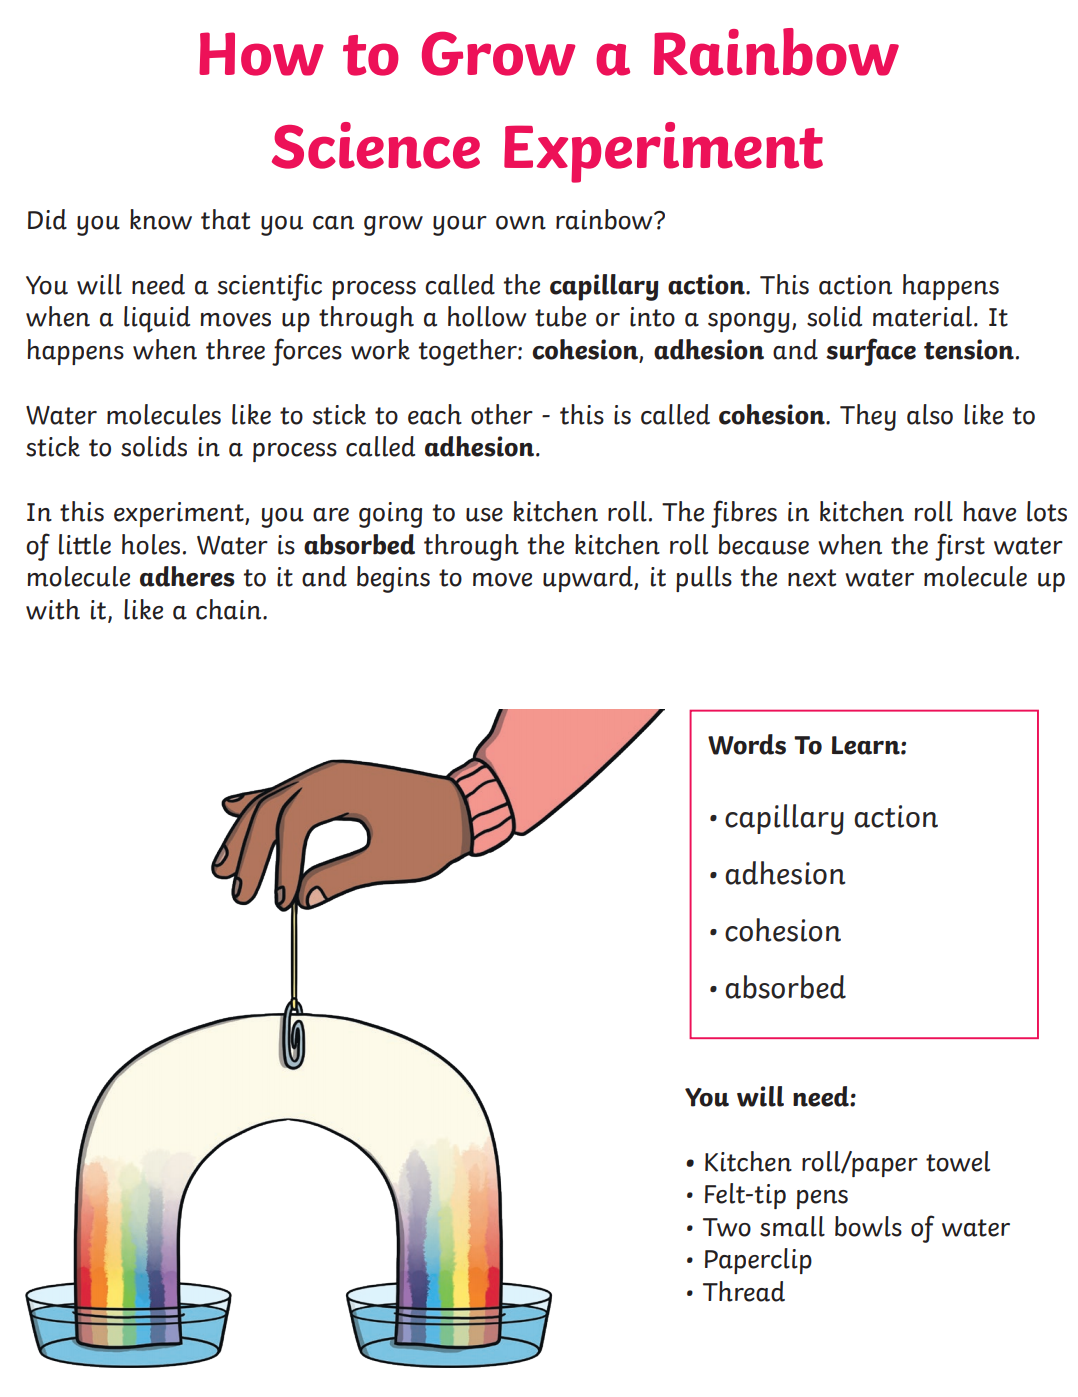 How to Grow a Rainbow
Science Experiment
Did you know that you can grow your own rainbow?
You will need a scientific process called the capillary action. This action happens
when a liquid moves up through a hollow tube or into a spongy, solid material. It
happens when three forces work together: cohesion, adhesion and surface tension.
Water molecules like to stick to each other - this is called cohesion. They also like to
stick to solids in a process called adhesion.
In this experiment, you are going to use kitchen roll. The fibres in kitchen roll have lots
of little holes. Water is absorbed through the kitchen roll because when the first water
molecule adheres to it and begins to move upward, it pulls the next water molecule up
with it, like a chain.
Words To Learn:
• capillary action
• adhesion
• cohesion
• absorbed
You will need:
• Kitchen roll/paper towel
• Felt-tip pens
• Two small bowls of water
• Paperclip
• Thread